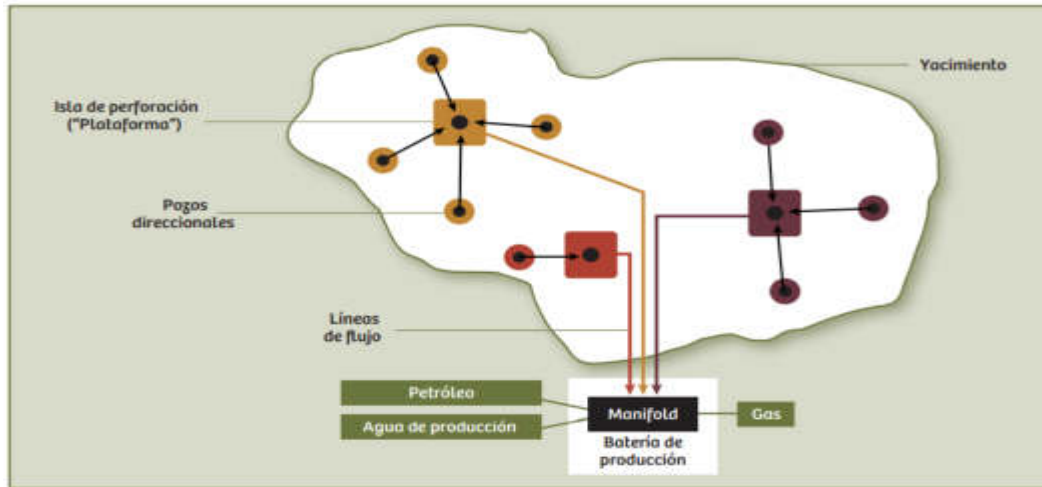 Yacimiento
Isla de perforación
("Plataforma")
Pozos
direccionales
Líneas
de flujo
Petróleo
Agua de producción
Manifold
Gas
Batería de
producción